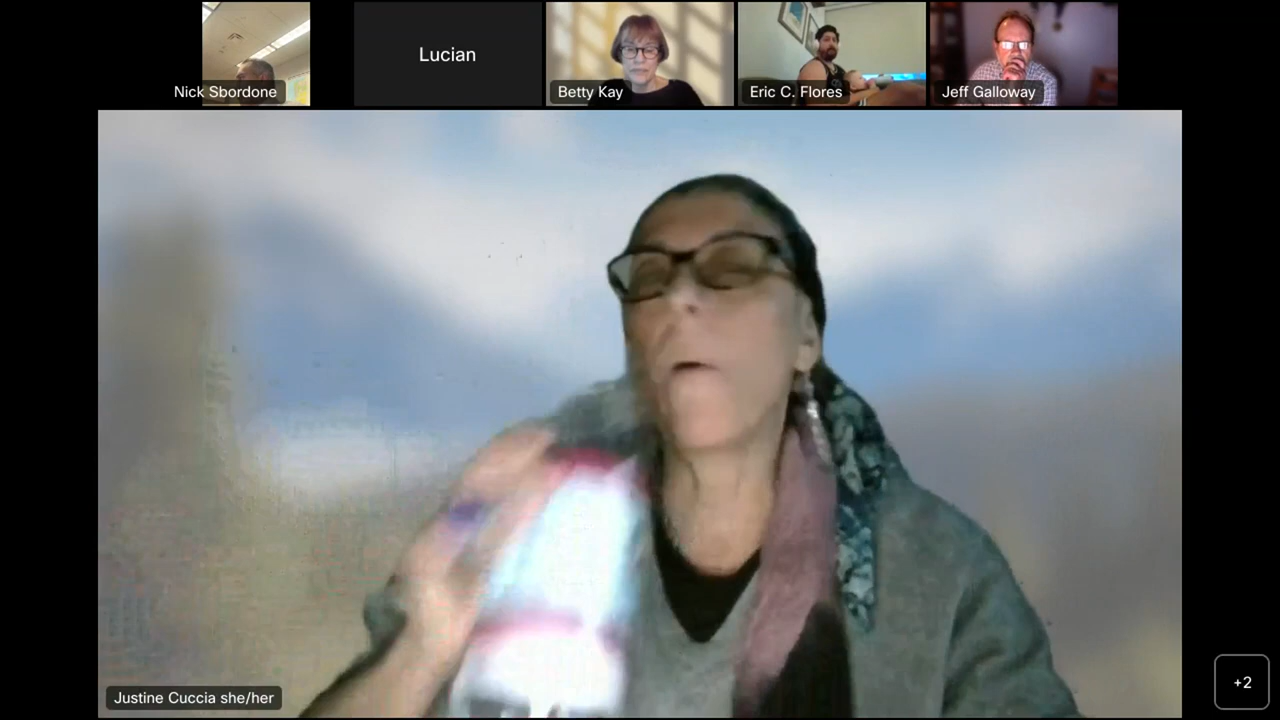 Nick Sbordone
Lucian
Betty Kay
Eric C. Flores
Jeff Galloway
Justine Cuccia she/her
+2